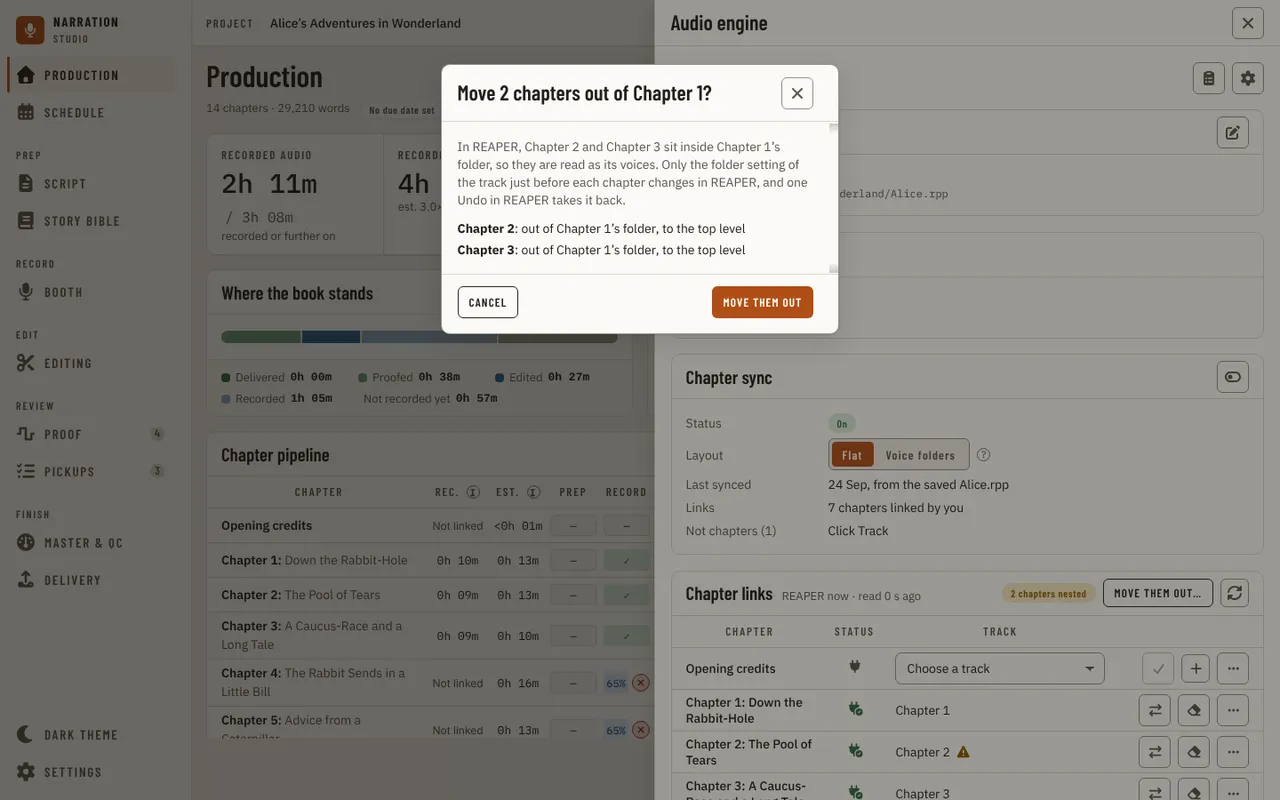 NARRATION
STUDIO
PRODUCTION
SCHEDULE
PREP
SCRIPT
STORY BIBLE
RECORD
BOOTH
EDIT
EDITING
REVIEW
PROOF 4
PICKUPS 3
FINISH
MASTER & QC
DELIVERY
DARK THEME
SETTINGS
PROJECT Alice's Adventures in Wonderland
Production
14 chapters · 29,210 words No due date set
RECORDED AUDIO
2h 11m
/ 3h 08m
recorded or further on
4h
est. 3.0×
Where the book stands
Delivered 0h 00m Proofed 0h 38m Edited 0h 27m
Recorded 1h 05m Not recorded yet 0h 57m
Chapter pipeline
CHAPTER REC. EST. PREP RECORD
Opening credits Not linked <0h 01m – –
Chapter 1: Down the Rabbit-Hole 0h 10m 0h 13m – ✓
Chapter 2: The Pool of Tears 0h 09m 0h 13m – ✓
Chapter 3: A Caucus-Race and a
Long Tale 0h 09m 0h 10m – ✓
Chapter 4: The Rabbit Sends in a
Little Bill Not linked 0h 16m – 65%
Chapter 5: Advice from a
Caterpillar Not linked 0h 13m – 65%
Move 2 chapters out of Chapter 1?
In REAPER, Chapter 2 and Chapter 3 sit inside Chapter 1's
folder, so they are read as its voices. Only the folder setting of
the track just before each chapter changes in REAPER, and one
Undo in REAPER takes it back.
Chapter 2: out of Chapter 1's folder, to the top level
Chapter 3: out of Chapter 1's folder, to the top level
CANCEL MOVE THEM OUT
Audio engine
derland/Alice.rpp
Chapter sync
Status On
Layout Flat Voice folders ?
Last synced 24 Sep, from the saved Alice.rpp
Links 7 chapters linked by you
Not chapters (1) Click Track
Chapter links REAPER now · read 0 s ago 2 chapters nested MOVE THEM OUT…
CHAPTER STATUS TRACK
Opening credits Choose a track
Chapter 1: Down the
Rabbit-Hole Chapter 1
Chapter 2: The Pool of
Tears Chapter 2
Chapter 3: A Caucus-
Chapter 3